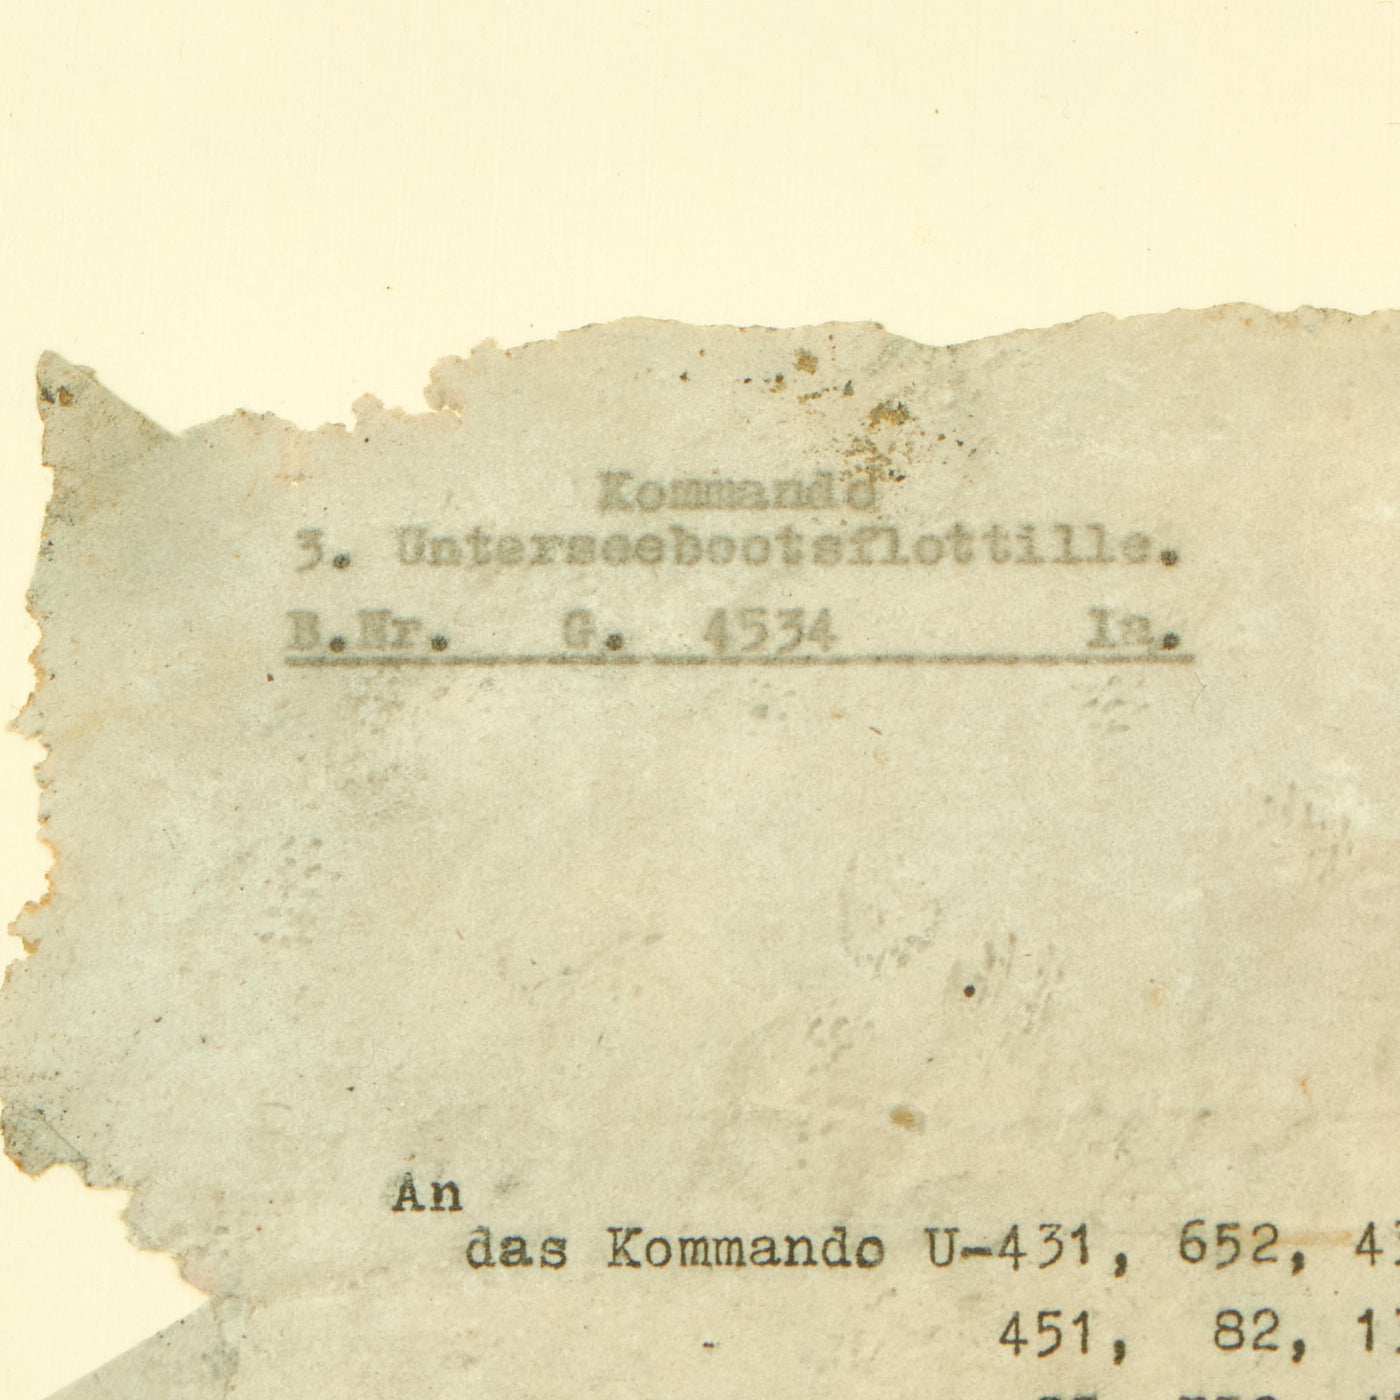 Kommando
3. Unterseebootsflottille.
B.Nr. G. 4534 Ia.
An
das Kommando U-431, 652,
451, 82,